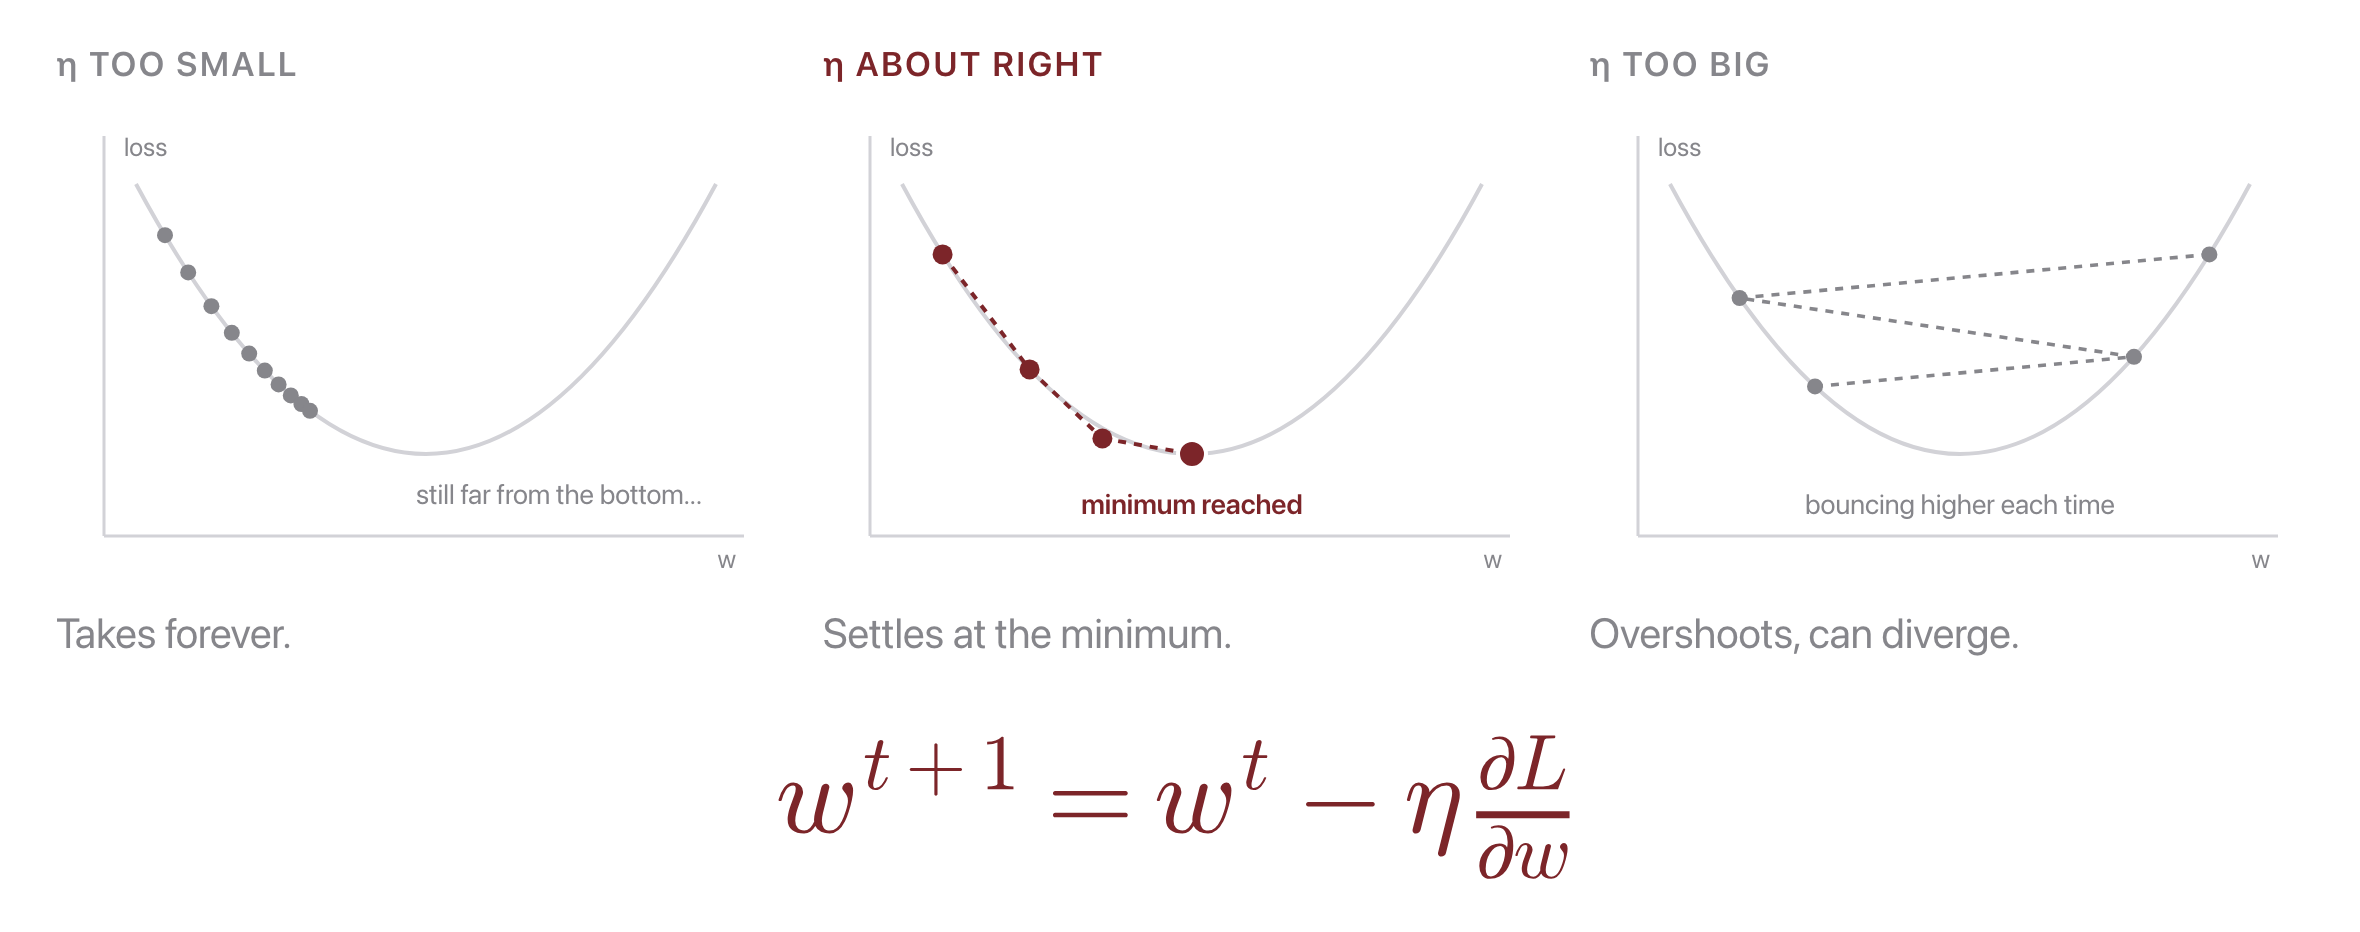 η TOO SMALL
loss
still far from the bottom...
w
Takes forever.
η ABOUT RIGHT
loss
minimum reached
w
Settles at the minimum.
η TOO BIG
loss
bouncing higher each time
w
Overshoots, can diverge.
w^{t+1} = w^t − η ∂L/∂w